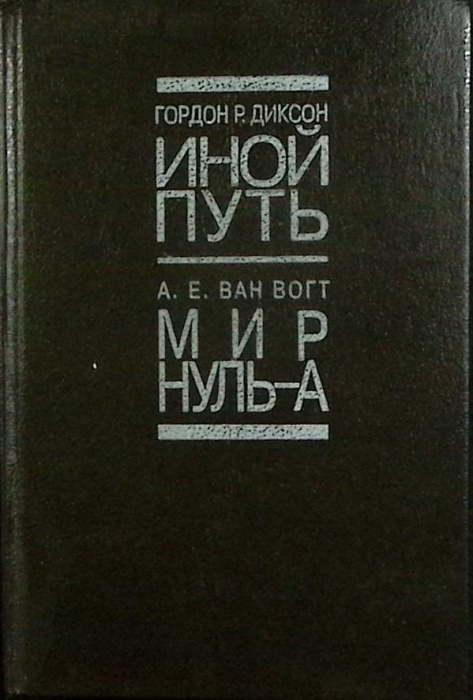 ГОРДОН Р. ДИКСОН
ИНОЙ
ПУТЬ
А. Е. ВАН ВОГТ
МИР
НУЛЬ–А